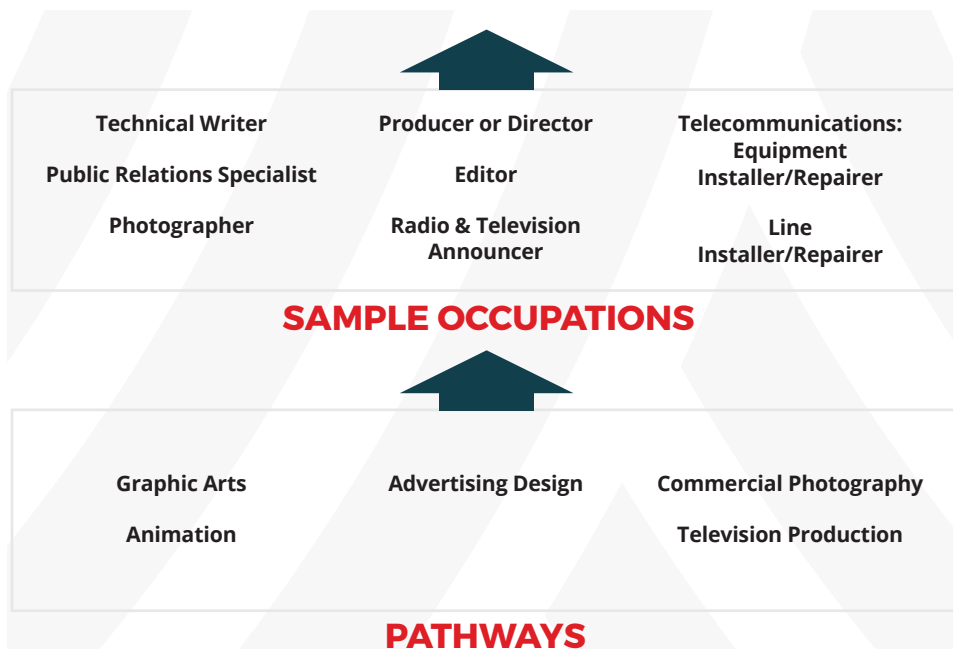 Technical Writer
Public Relations Specialist
Photographer
Producer or Director
Editor
Radio & Television
Announcer
Telecommunications:
Equipment
Installer/Repairer
Line
Installer/Repairer
SAMPLE OCCUPATIONS
Graphic Arts
Animation
Advertising Design
Commercial Photography
Television Production
PATHWAYS